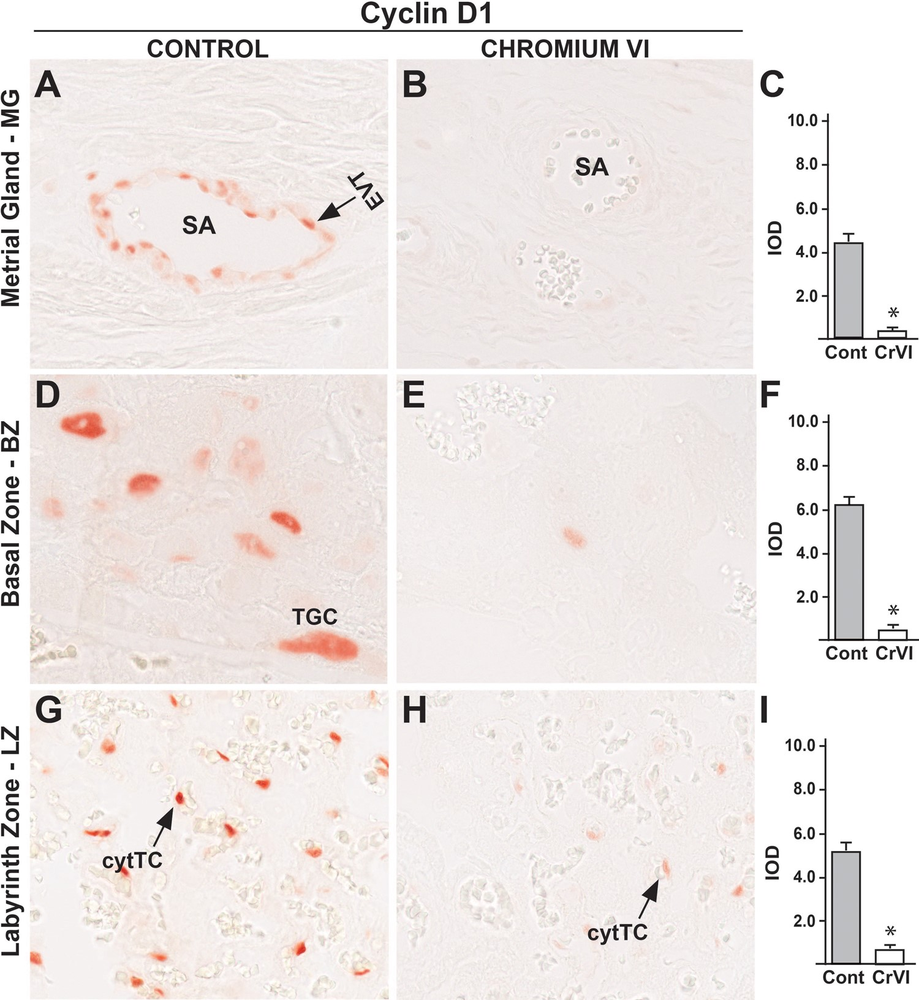 Cyclin D1
CONTROL
CHROMIUM VI
Metrial Gland - MG
A
SA
EVT
B
SA
C
10.0
8.0
6.0
4.0
2.0
IOD
*
Cont CrVI
Basal Zone - BZ
D
TGC
E
F
10.0
8.0
6.0
4.0
2.0
IOD
*
Cont CrVI
Labyrinth Zone - LZ
G
cytTC
H
cytTC
I
10.0
8.0
6.0
4.0
2.0
IOD
*
Cont CrVI